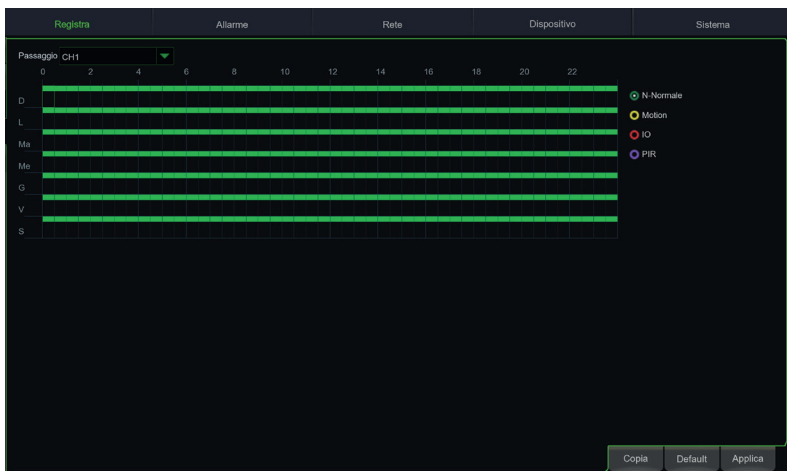 Registra Allarme Rete Dispositivo Sistema
Passaggio CH1
0 2 4 6 8 10 12 14 16 18 20 22
N-Normale
D
Motion
L
IO
Ma
PIR
Me
G
V
S
Copia Default Applica